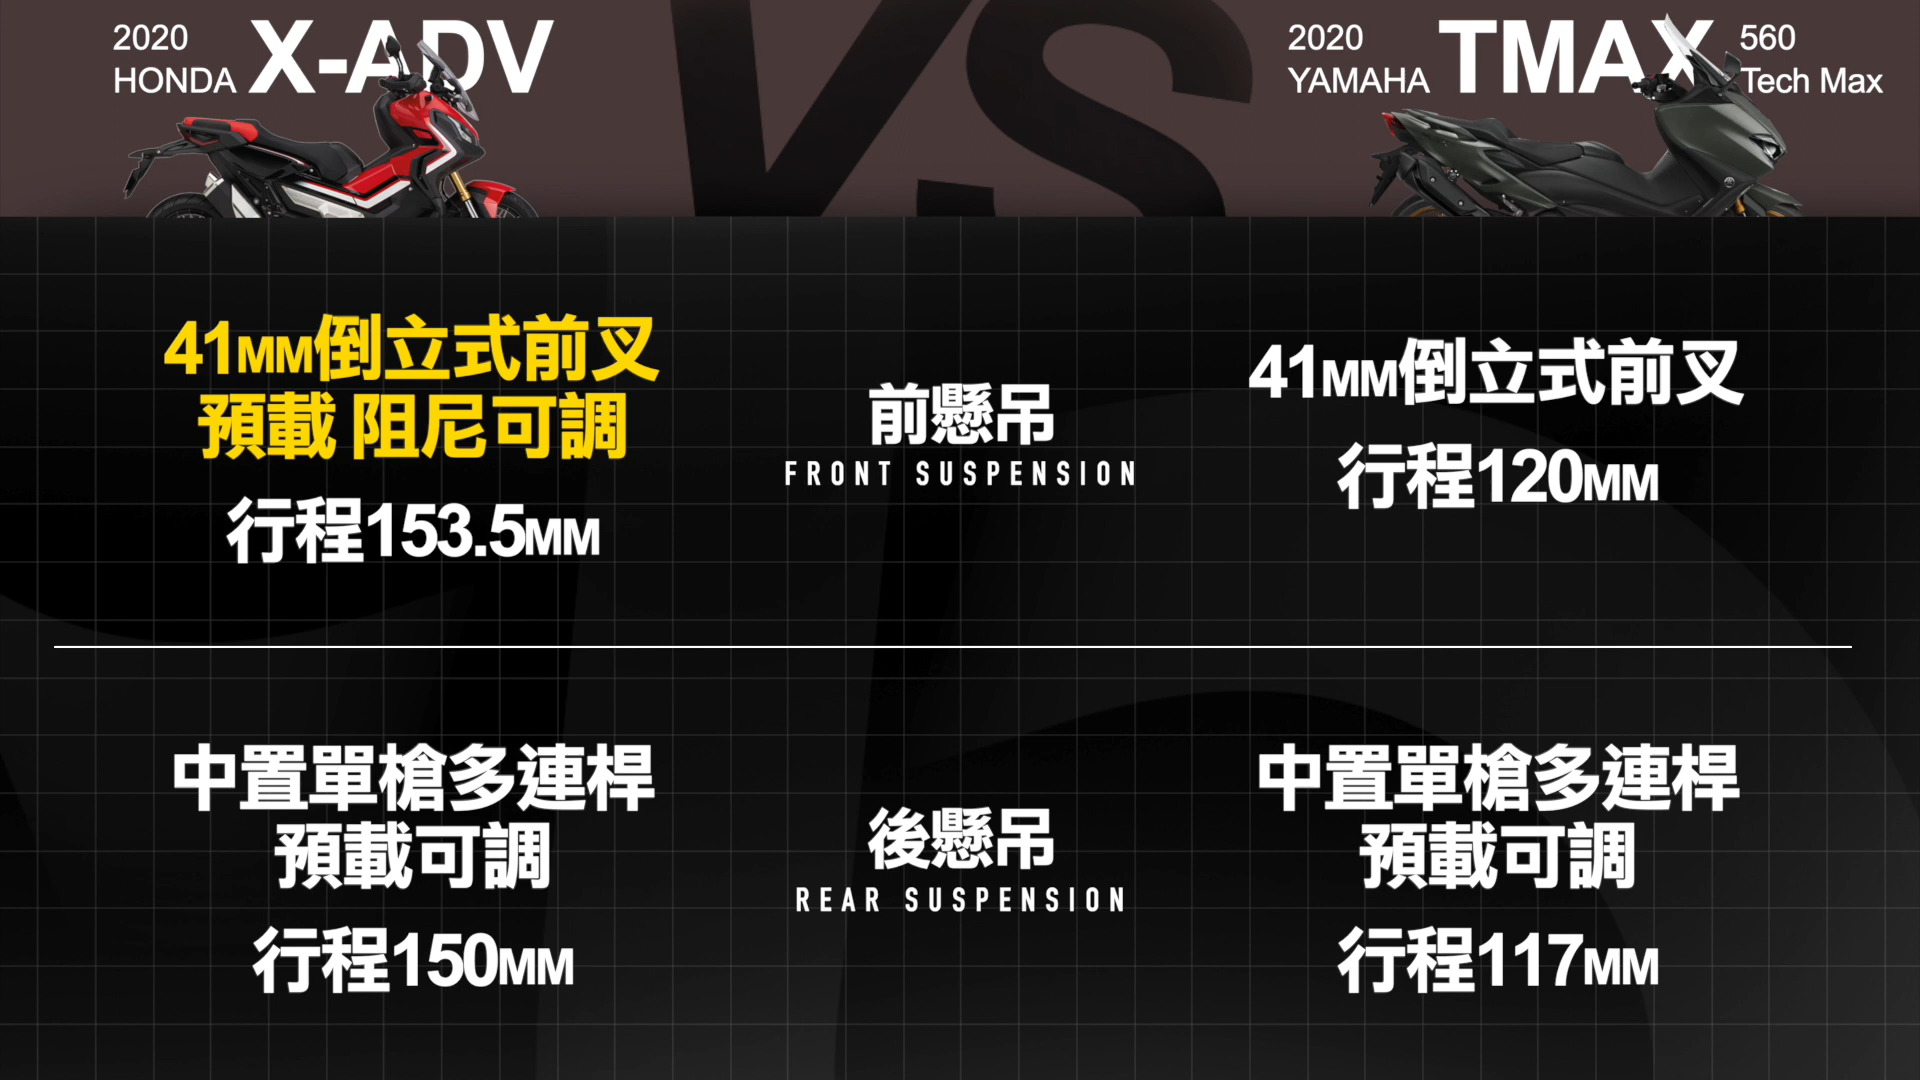 2020
HONDA X-ADV
VS
2020
YAMAHA TMAX 560
Tech Max
41MM倒立式前叉
預載 阻尼可調
行程153.5MM
前懸吊
FRONT SUSPENSION
41MM倒立式前叉
行程120MM
中置單槍多連桿
預載可調
行程150MM
後懸吊
REAR SUSPENSION
中置單槍多連桿
預載可調
行程117MM